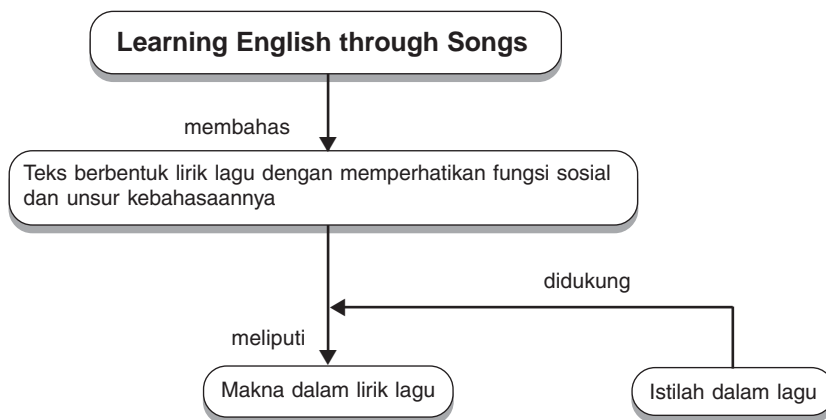 Learning English through Songs
membahas
Teks berbentuk lirik lagu dengan memperhatikan fungsi sosial
dan unsur kebahasaannya
didukung
meliputi
Makna dalam lirik lagu
Istilah dalam lagu